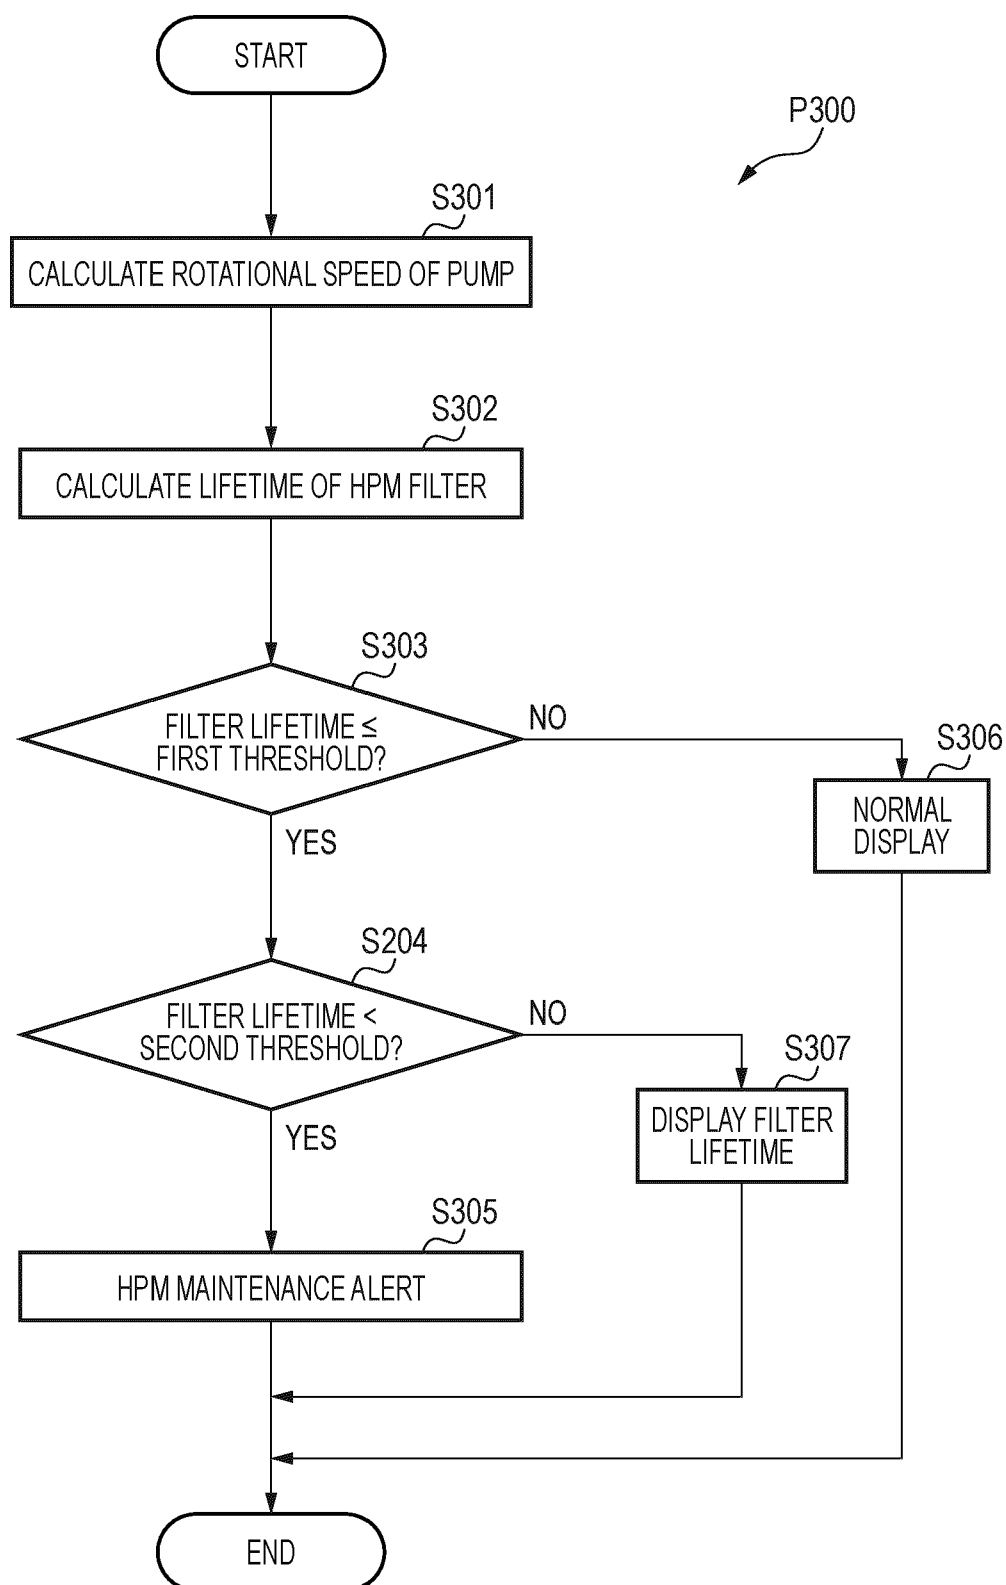 START
P300
S301
CALCULATE ROTATIONAL SPEED OF PUMP
S302
CALCULATE LIFETIME OF HPM FILTER
S303
FILTER LIFETIME ≤
FIRST THRESHOLD?
NO
YES
S306
NORMAL
DISPLAY
S204
FILTER LIFETIME <
SECOND THRESHOLD?
NO
YES
S307
DISPLAY FILTER
LIFETIME
S305
HPM MAINTENANCE ALERT
END